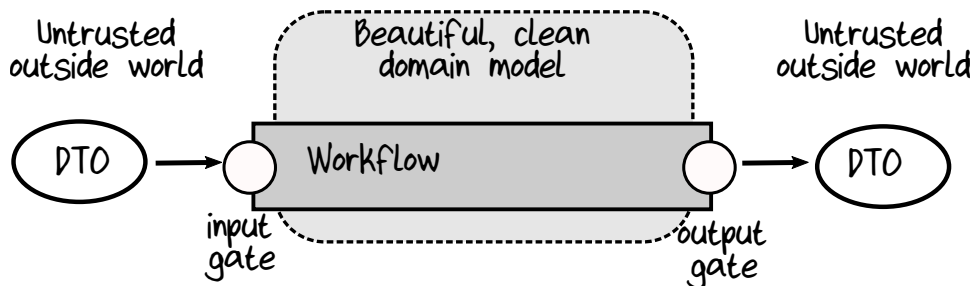 Untrusted
outside world
Beautiful, clean
domain model
Untrusted
outside world
DTO
Workflow
DTO
input
gate
output
gate